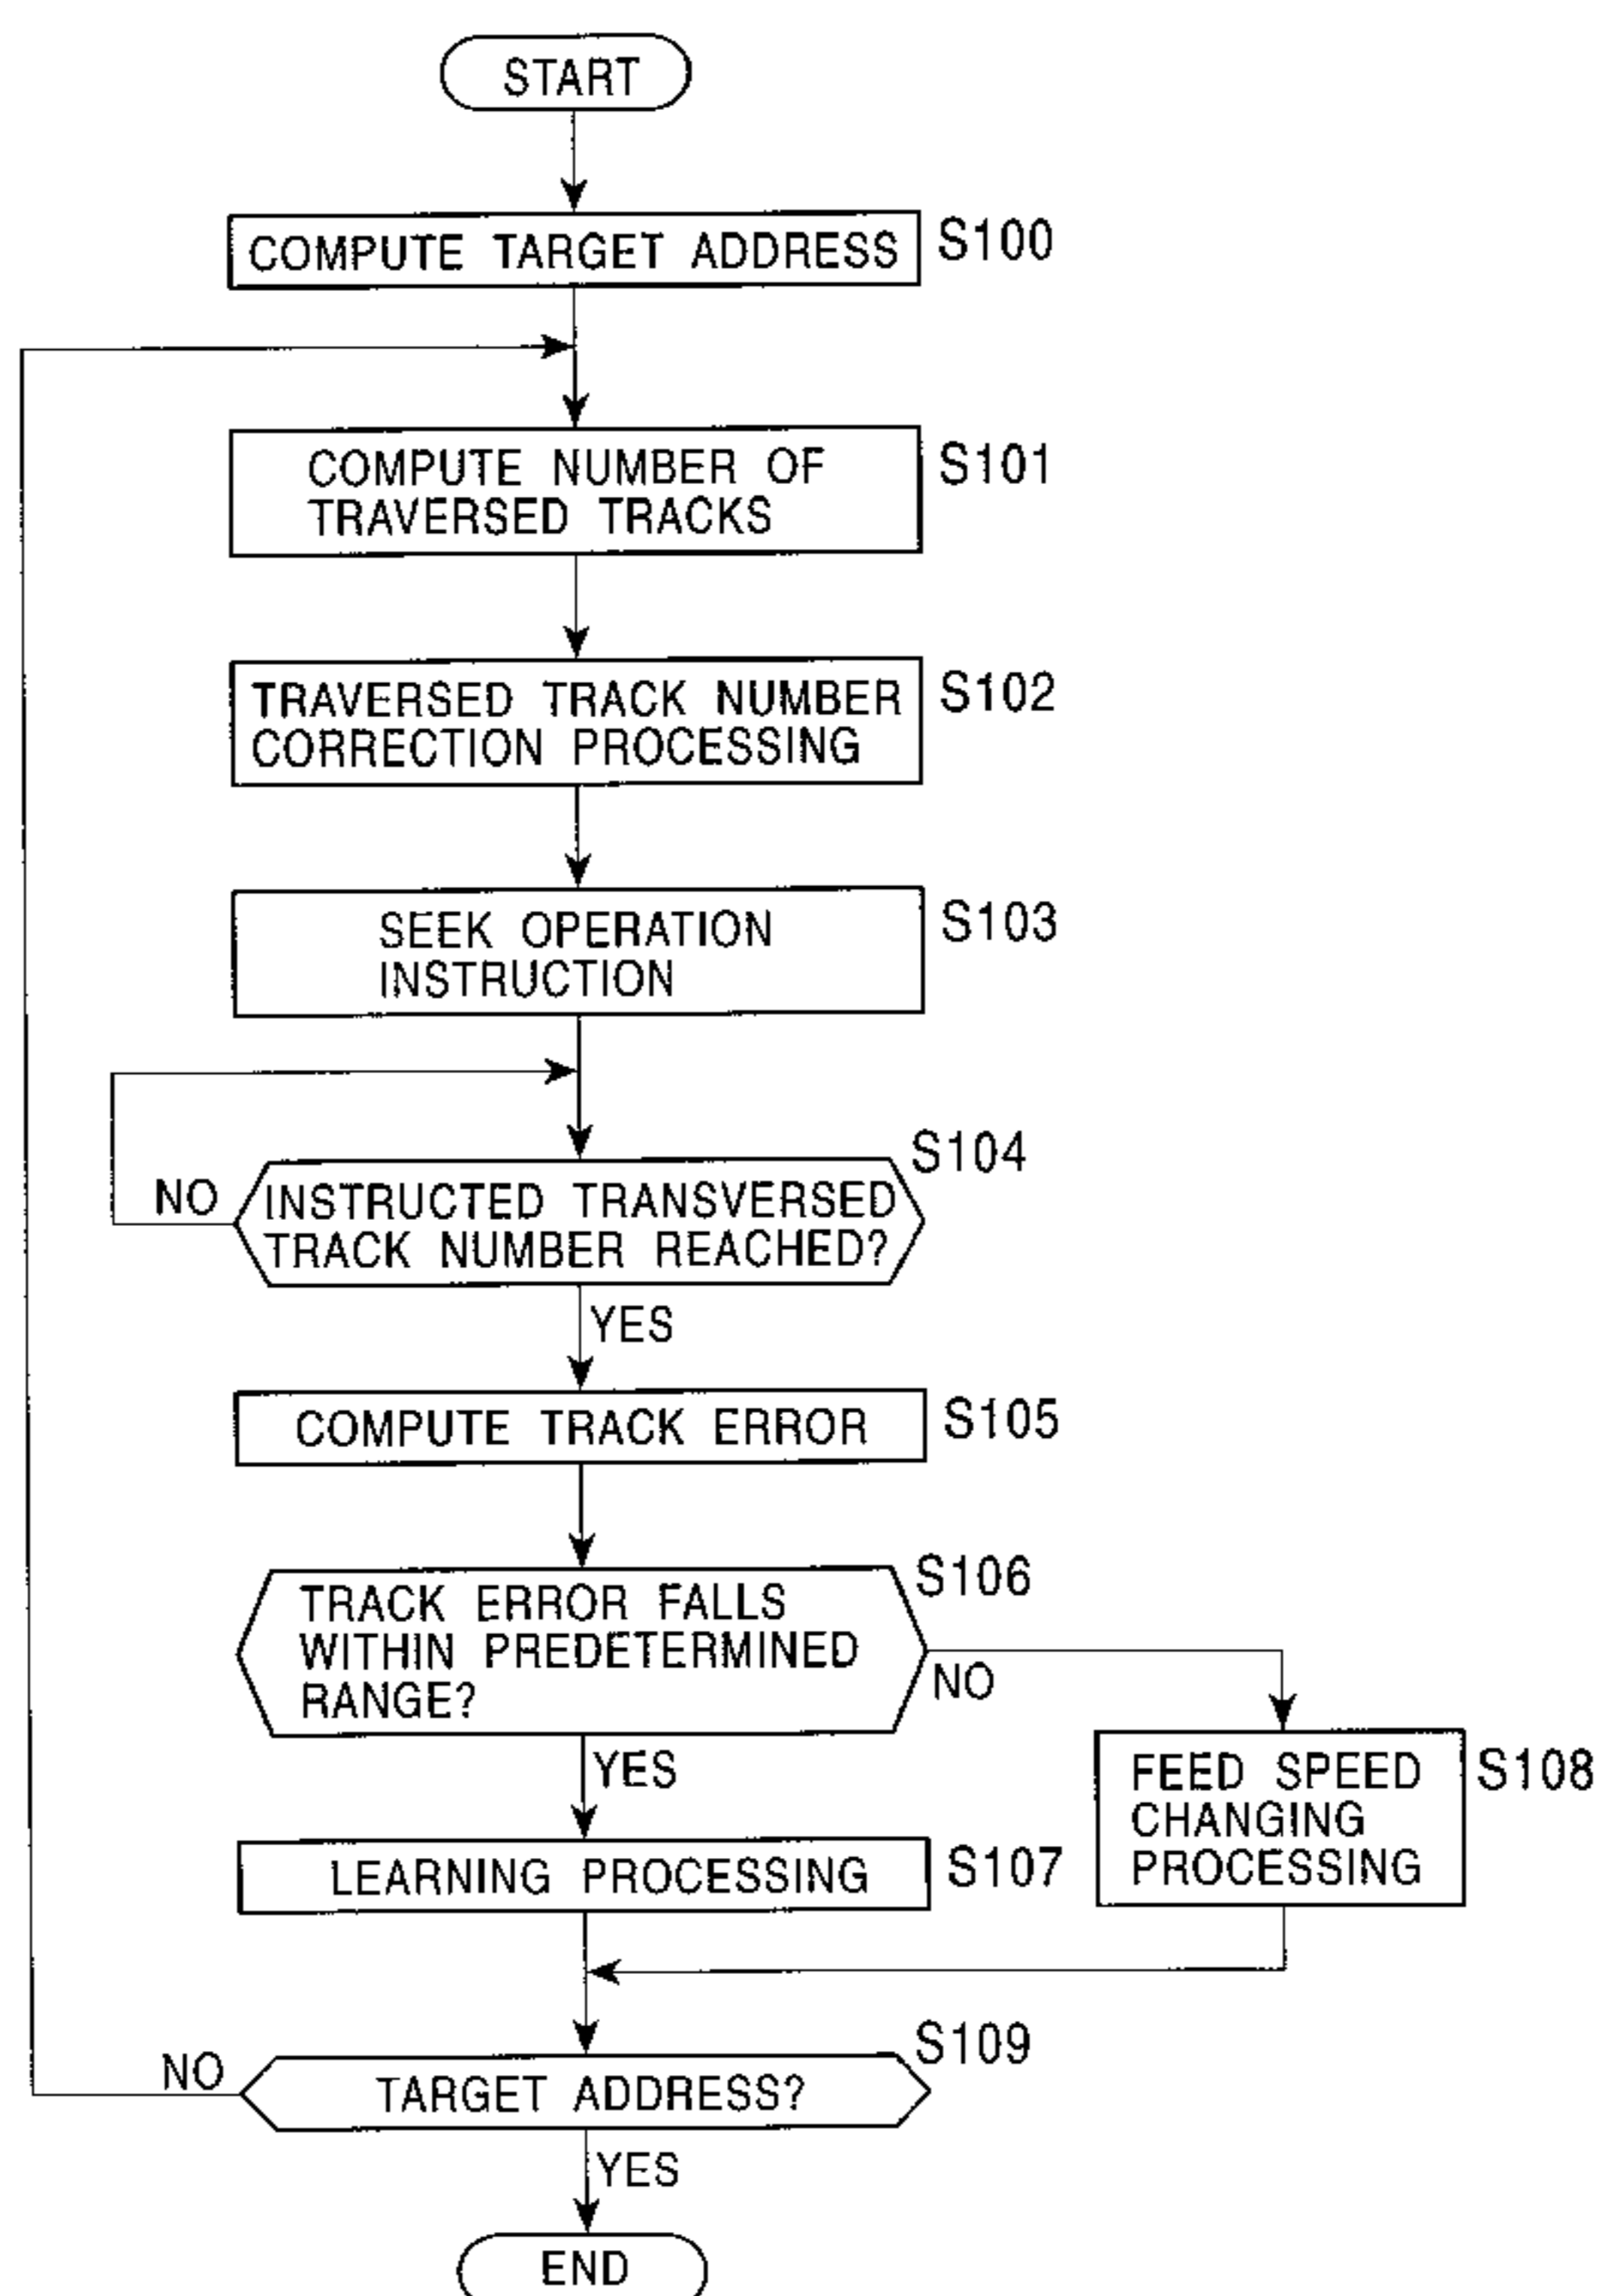 START
COMPUTE TARGET ADDRESS
S100
COMPUTE NUMBER OF
TRAVERSED TRACKS
S101
TRAVERSED TRACK NUMBER
CORRECTION PROCESSING
S102
SEEK OPERATION
INSTRUCTION
S103
S104
NO
INSTRUCTED TRANSVERSED
TRACK NUMBER REACHED?
YES
COMPUTE TRACK ERROR
S105
S106
TRACK ERROR FALLS
WITHIN PREDETERMINED
RANGE?
NO
YES
FEED SPEED
CHANGING
PROCESSING
S108
LEARNING PROCESSING
S107
S109
NO
TARGET ADDRESS?
YES
END